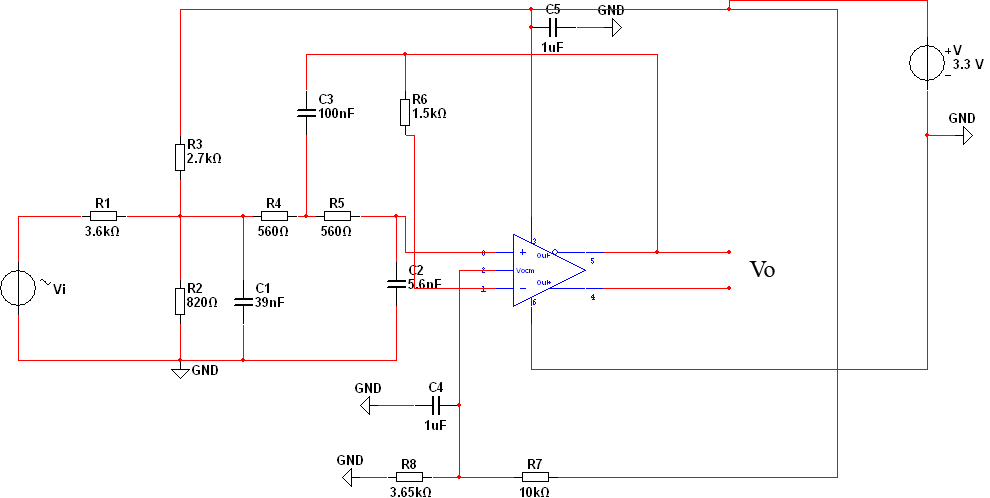 C5
GND
1uF
+V
3.3 V
GND
C3
100nF
R6
1.5kΩ
R3
2.7kΩ
R1
3.6kΩ
R4
560Ω
R5
560Ω
+
Out-
5
Vocm
2
−
1
Out+
4
6
Vo
~ Vi
R2
820Ω
C1
39nF
C2
5.6nF
GND
GND
C4
1uF
GND
R8
3.65kΩ
R7
10kΩ